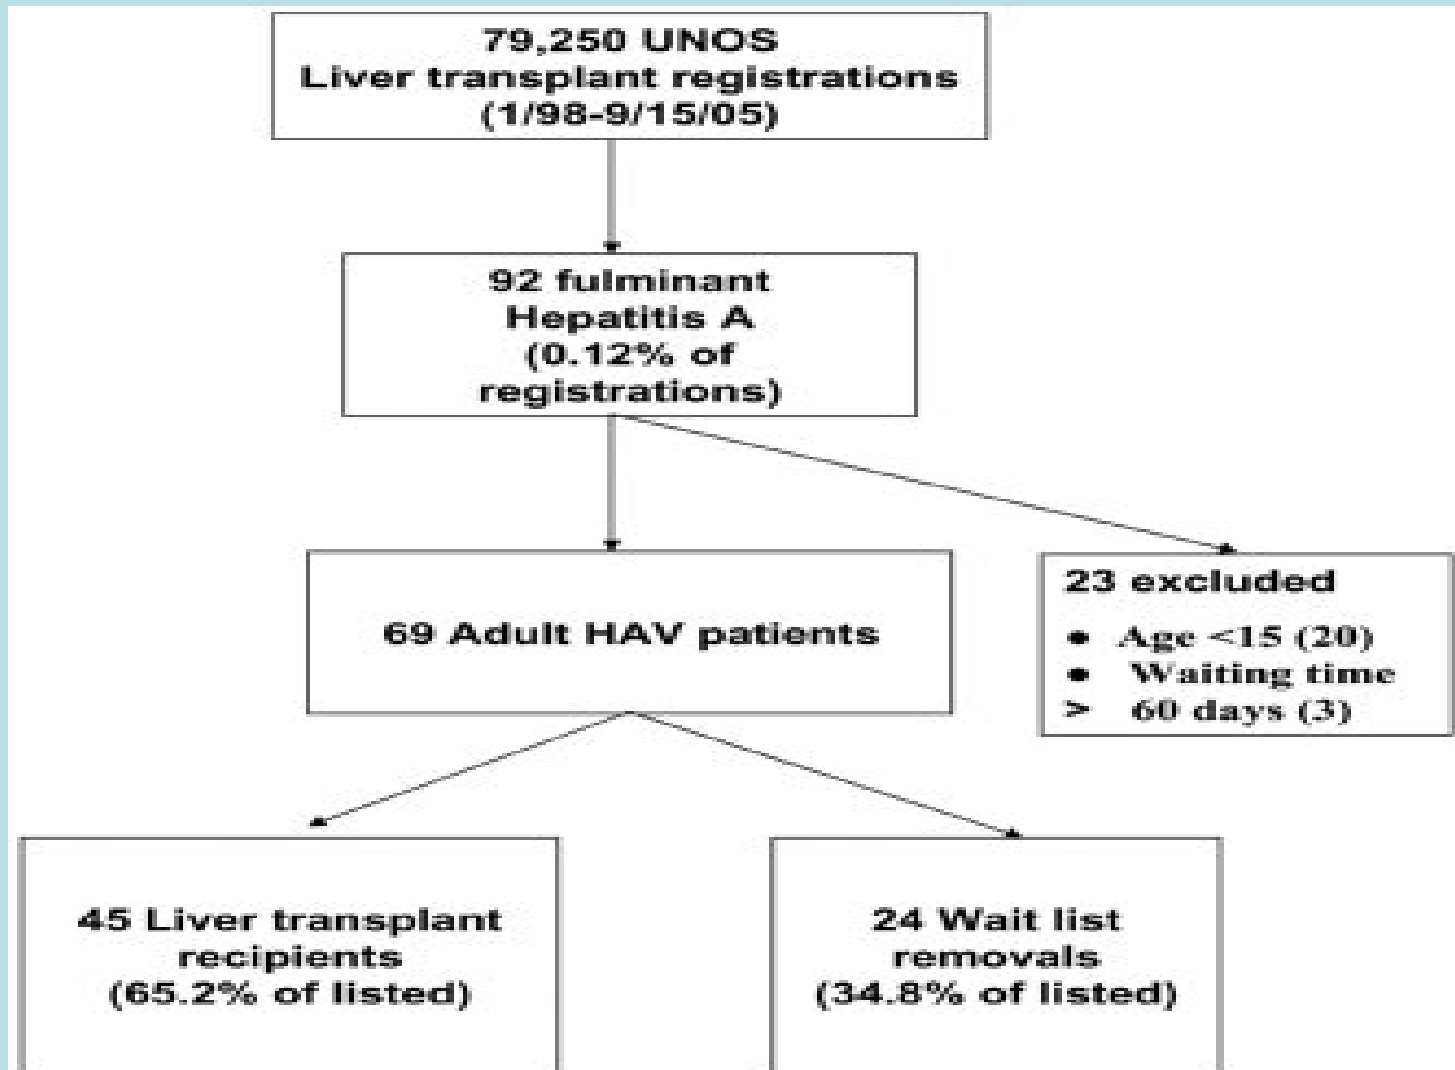 79,250 UNOS
Liver transplant registrations
(1/98-9/15/05)
92 fulminant
Hepatitis A
(0.12% of
registrations)
69 Adult HAV patients
23 excluded
• Age <15 (20)
• Waiting time
> 60 days (3)
45 Liver transplant
recipients
(65.2% of listed)
24 Wait list
removals
(34.8% of listed)